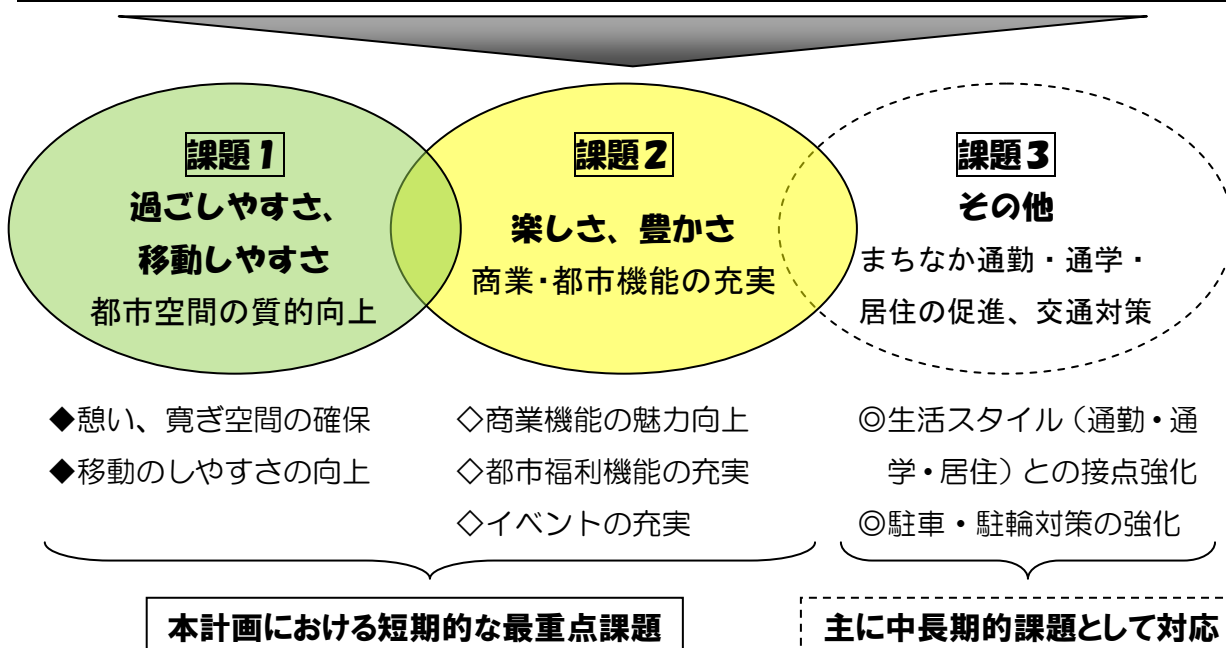 課題1
過ごしやすさ、
移動しやすさ
都市空間の質的向上
課題2
楽しさ、豊かさ
商業・都市機能の充実
課題3
その他
まちなか通勤・通学・
居住の促進、交通対策
◆憩い、寛ぎ空間の確保
◆移動のしやすさの向上
◇商業機能の魅力向上
◇都市福利機能の充実
◇イベントの充実
◎生活スタイル（通勤・通
学・居住）との接点強化
◎駐車・駐輪対策の強化
本計画における短期的な最重点課題
主に中長期的課題として対応